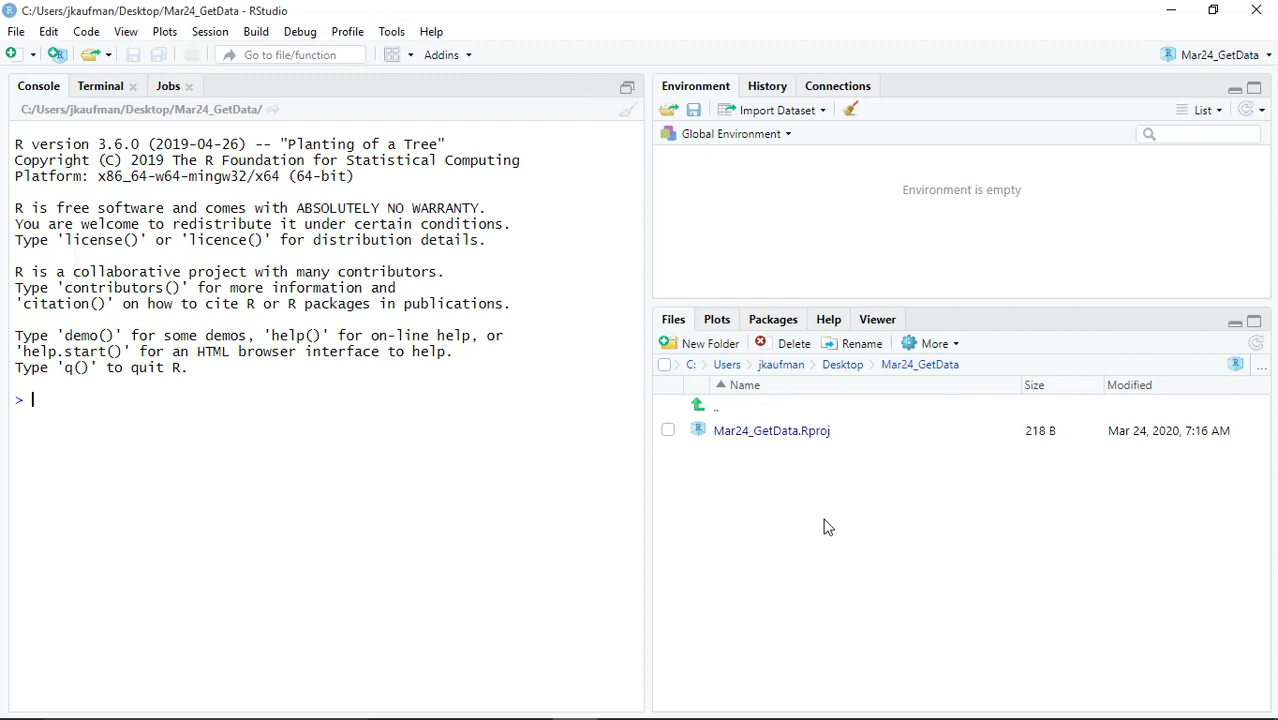 C:/Users/jkaufman/Desktop/Mar24_GetData - RStudio
File Edit Code View Plots Session Build Debug Profile Tools Help
Go to file/function Addins Mar24_GetData
Console Terminal Jobs
C:/Users/jkaufman/Desktop/Mar24_GetData/
R version 3.6.0 (2019-04-26) -- "Planting of a Tree"
Copyright (C) 2019 The R Foundation for Statistical Computing
Platform: x86_64-w64-mingw32/x64 (64-bit)
R is free software and comes with ABSOLUTELY NO WARRANTY.
You are welcome to redistribute it under certain conditions.
Type 'license()' or 'licence()' for distribution details.
R is a collaborative project with many contributors.
Type 'contributors()' for more information and
'citation()' on how to cite R or R packages in publications.
Type 'demo()' for some demos, 'help()' for on-line help, or
'help.start()' for an HTML browser interface to help.
Type 'q()' to quit R.
>
Environment History Connections
Import Dataset List
Global Environment
Environment is empty
Files Plots Packages Help Viewer
New Folder Delete Rename More
C: Users jkaufman Desktop Mar24_GetData ...
Name Size Modified
..
Mar24_GetData.Rproj 218 B Mar 24, 2020, 7:16 AM